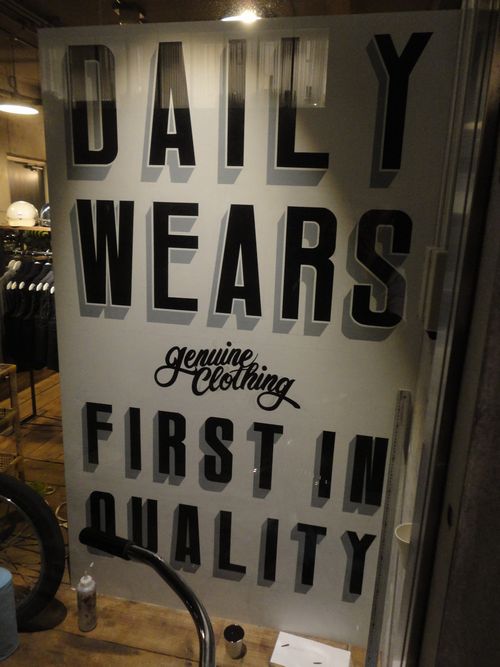 DAILY
WEARS
genuine
Clothing
FIRST IN
QUALITY